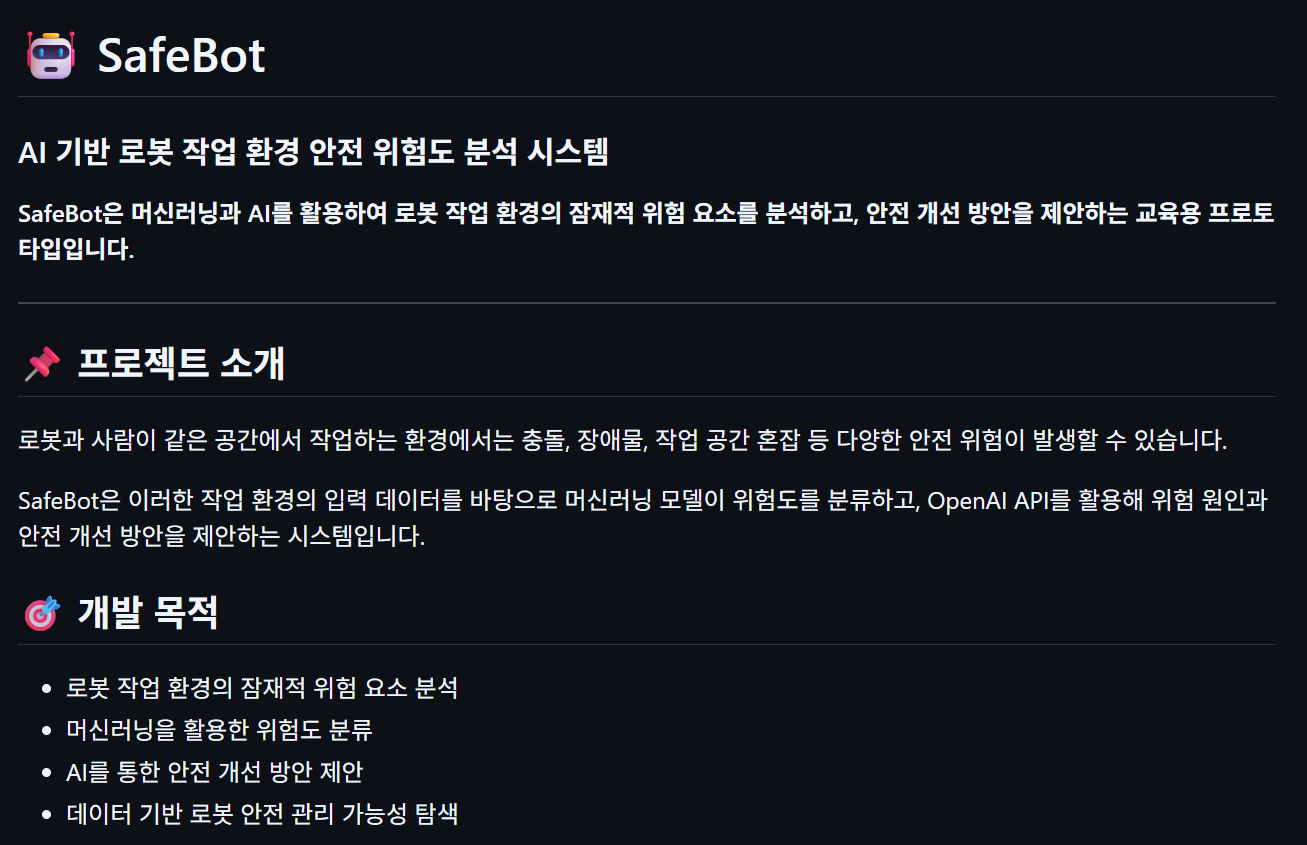 SafeBot
AI 기반 로봇 작업 환경 안전 위험도 분석 시스템
SafeBot은 머신러닝과 AI를 활용하여 로봇 작업 환경의 잠재적 위험 요소를 분석하고, 안전 개선 방안을 제안하는 교육용 프로토
타입입니다.
프로젝트 소개
로봇과 사람이 같은 공간에서 작업하는 환경에서는 충돌, 장애물, 작업 공간 혼잡 등 다양한 안전 위험이 발생할 수 있습니다.
SafeBot은 이러한 작업 환경의 입력 데이터를 바탕으로 머신러닝 모델이 위험도를 분류하고, OpenAI API를 활용해 위험 원인과
안전 개선 방안을 제안하는 시스템입니다.
개발 목적
로봇 작업 환경의 잠재적 위험 요소 분석
머신러닝을 활용한 위험도 분류
AI를 통한 안전 개선 방안 제안
데이터 기반 로봇 안전 관리 가능성 탐색